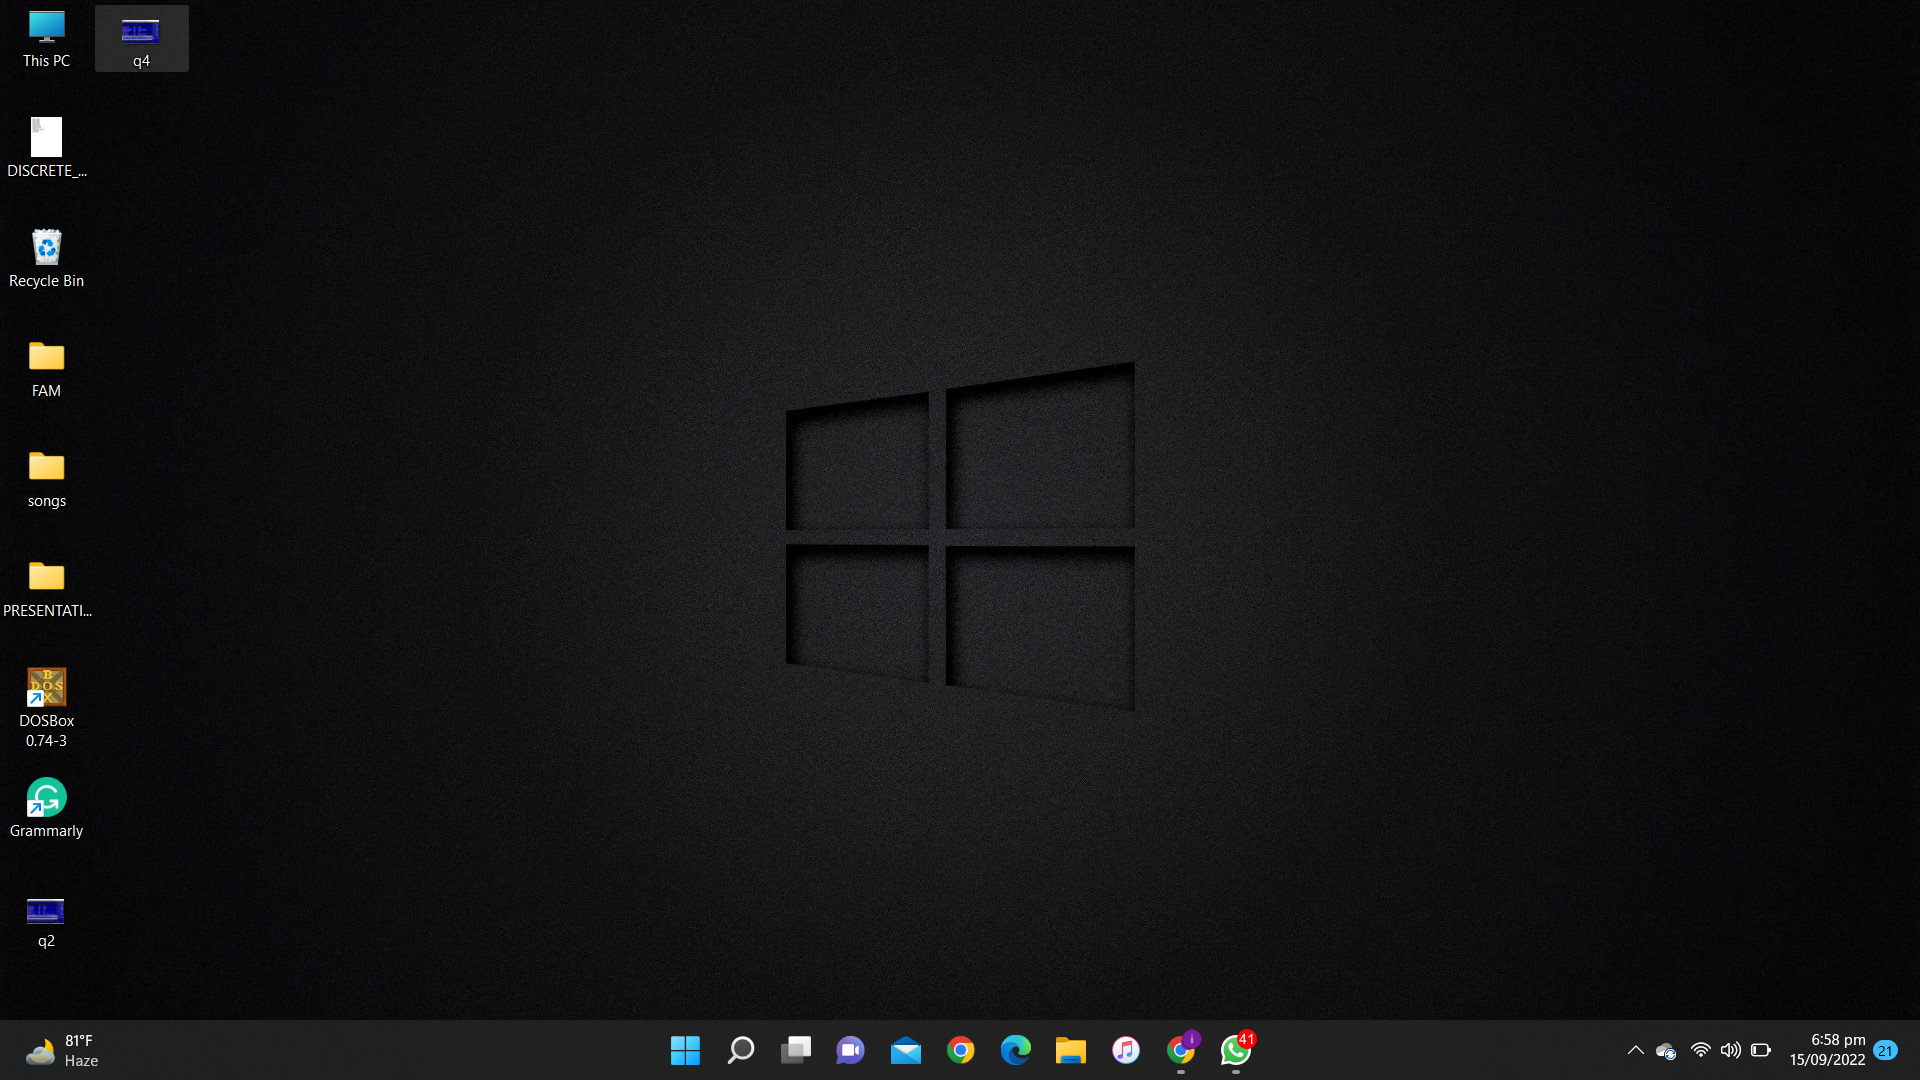 This PC
q4
DISCRETE_...
Recycle Bin
FAM
songs
PRESENTATI...
B
DOS
X
DOSBox
0.74-3
Grammarly
q2
81°F
Haze
i
41
6:58 pm
15/09/2022
21